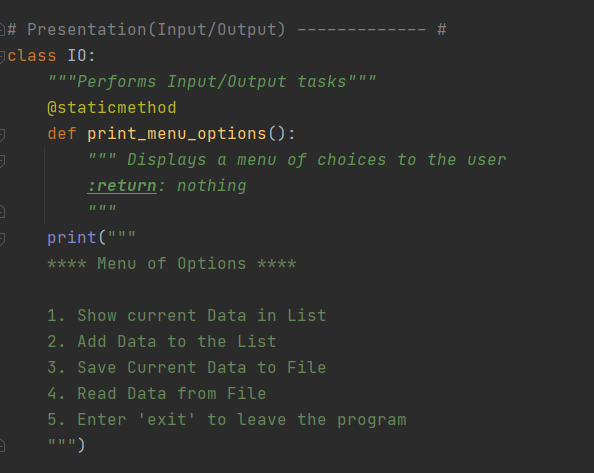 # Presentation(Input/Output) ------------- #
class IO:
    """Performs Input/Output tasks"""
    @staticmethod
    def print_menu_options():
        """ Displays a menu of choices to the user
        :return: nothing
        """
    print("""
    **** Menu of Options ****

    1. Show current Data in List
    2. Add Data to the List
    3. Save Current Data to File
    4. Read Data from File
    5. Enter 'exit' to leave the program
    """)